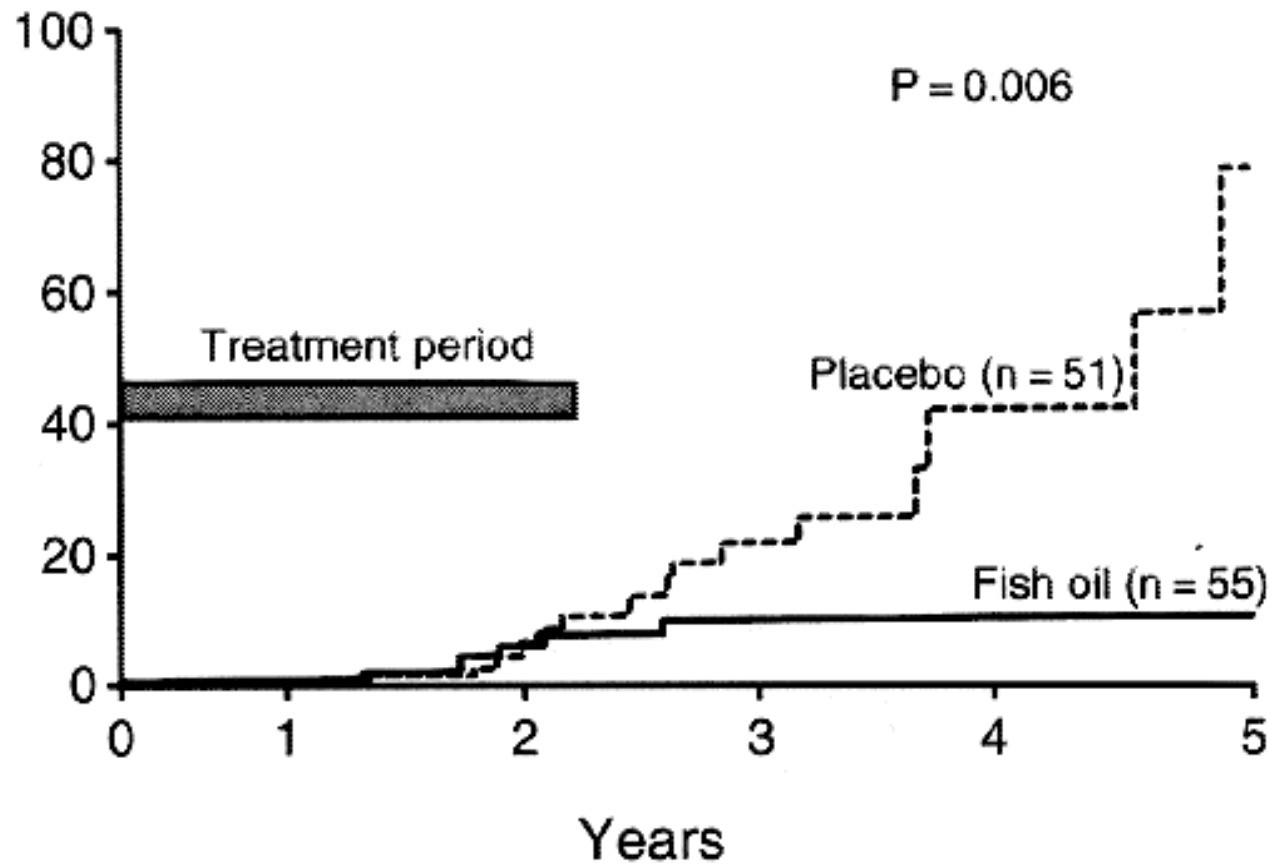 100
P = 0.006
80
60
Treatment period
Placebo (n = 51)
40
20
Fish oil (n = 55)
0
0 1 2 3 4 5
Years